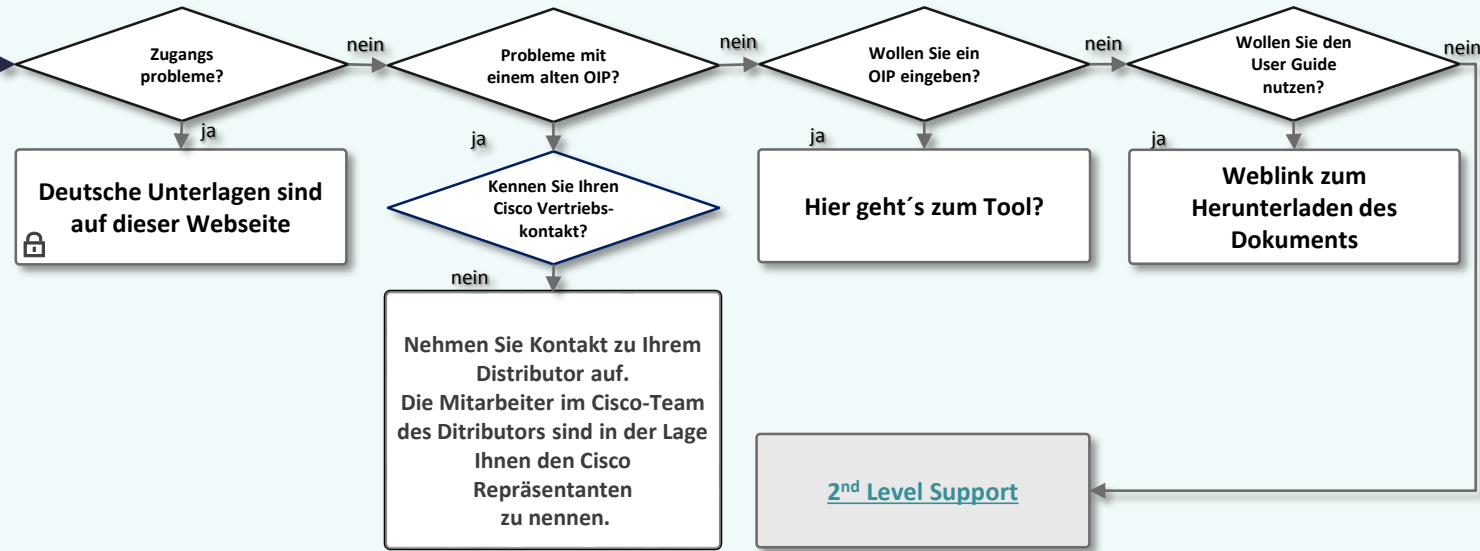 Zugangs
probleme?
nein
Probleme mit
einem alten OIP?
nein
Wollen Sie ein
OIP eingeben?
nein
Wollen Sie den
User Guide
nutzen?
nein
ja
Deutsche Unterlagen sind
auf dieser Webseite
ja
Kennen Sie Ihren
Cisco Vertriebs-
kontakt?
nein
Nehmen Sie Kontakt zu Ihrem
Distributor auf.
Die Mitarbeiter im Cisco-Team
des Ditributors sind in der Lage
Ihnen den Cisco
Repräsentanten
zu nennen.
ja
Hier geht´s zum Tool?
ja
Weblink zum
Herunterladen des
Dokuments
2nd Level Support